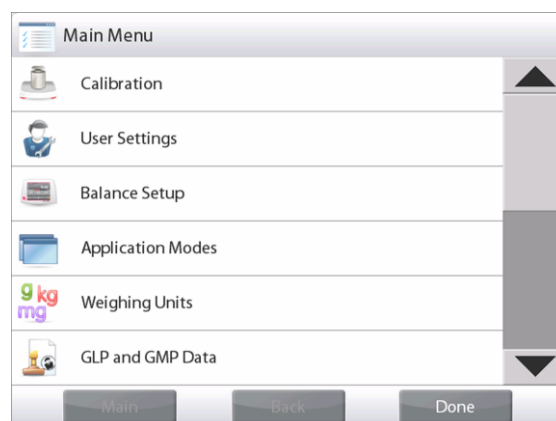 Main Menu
Calibration
User Settings
Balance Setup
Application Modes
g kg
mg
Weighing Units
GLP and GMP Data
Main Back Done